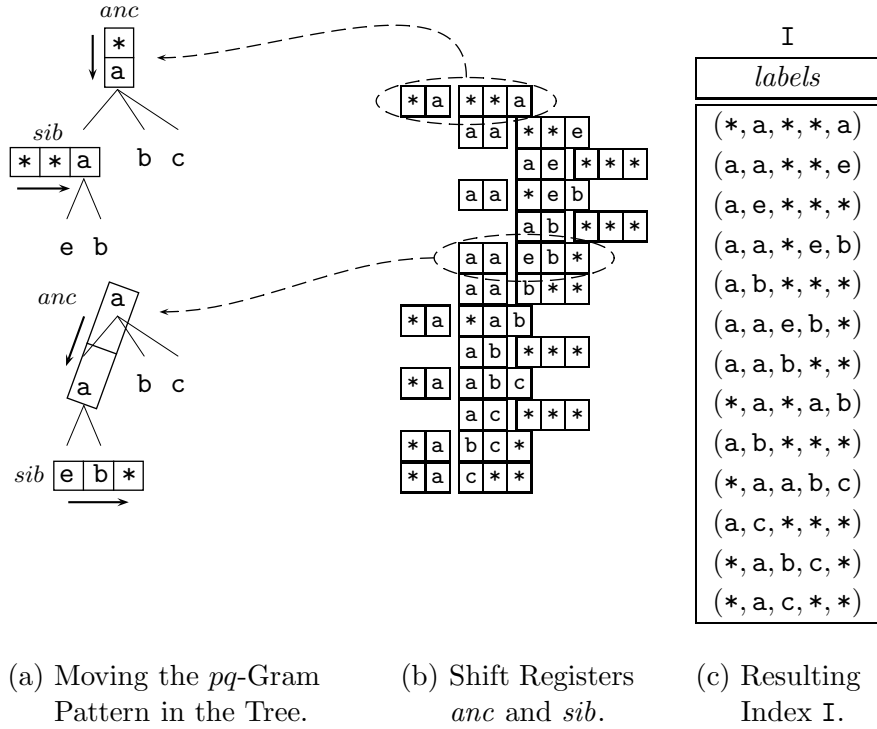 anc
*
a
sib
* * a
b c
e b
anc
a
a
b c
sib
e b *
* a * * a
a a * * e
a e * * *
a a * e b
a b * * *
a a e b *
a a b * *
* a * a b
a b * * *
* a a b c
a c * * *
* a b c *
* a c * *
I
labels
(*, a, *, *, a)
(a, a, *, *, e)
(a, e, *, *, *)
(a, a, *, e, b)
(a, b, *, *, *)
(a, a, e, b, *)
(a, a, b, *, *)
(*, a, *, a, b)
(a, b, *, *, *)
(*, a, a, b, c)
(a, c, *, *, *)
(*, a, b, c, *)
(*, a, c, *, *)
(a) Moving the pq-Gram
Pattern in the Tree.
(b) Shift Registers
anc and sib.
(c) Resulting
Index I.